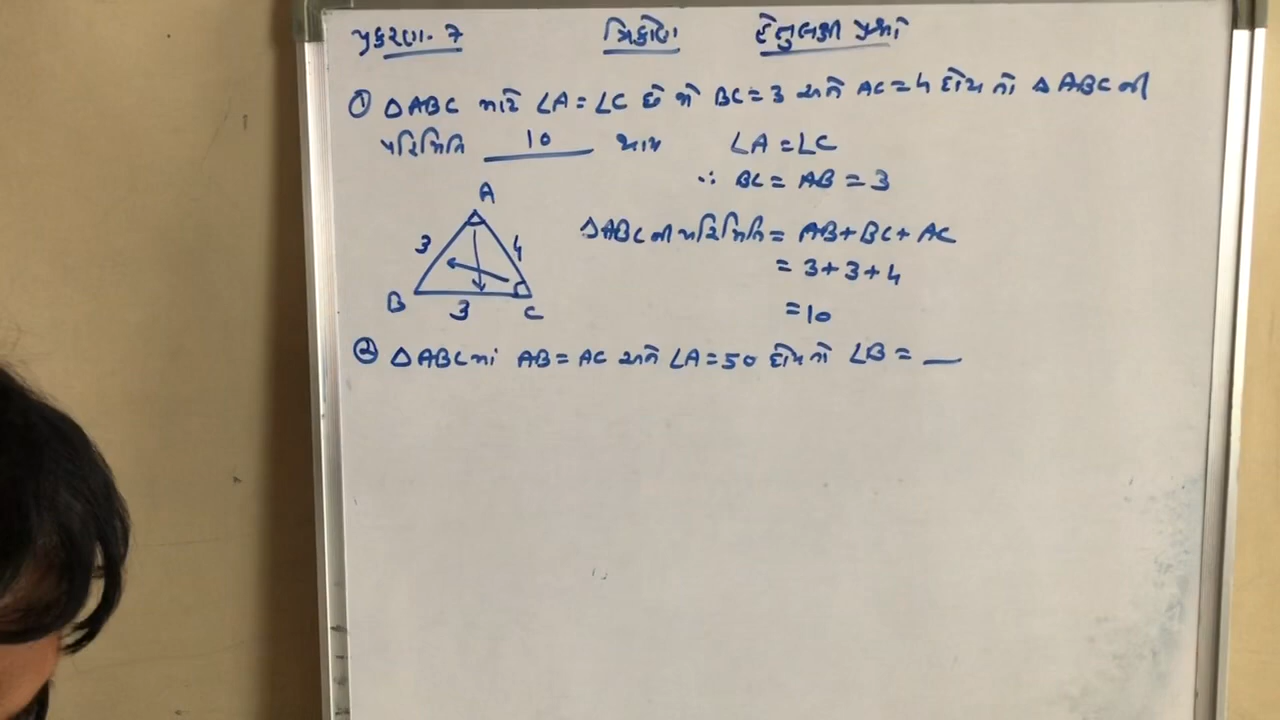 પ્રકરણ-7 ત્રિકોણ હેતુલક્ષી પ્રશ્નો
① △ABC માટે ∠A=∠C છે જો BC=3 અને AC=4 હોય તો △ABC ની
પરિમિતિ 10 થાય
∠A=∠C
∴ BC = AB = 3
A
3 4
B 3 C
△ABC ની પરિમિતિ = AB+BC+AC
= 3+3+4
=10
② △ABC માં AB=AC અને ∠A=50 હોય તો ∠B = __